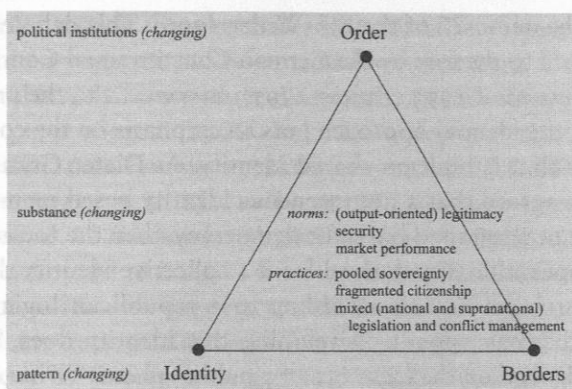 political institutions (changing)
Order
substance (changing)
norms: (output-oriented) legitimacy
security
market performance
practices: pooled sovereignty
fragmented citizenship
mixed (national and supranational)
legislation and conflict management
pattern (changing)
Identity
Borders